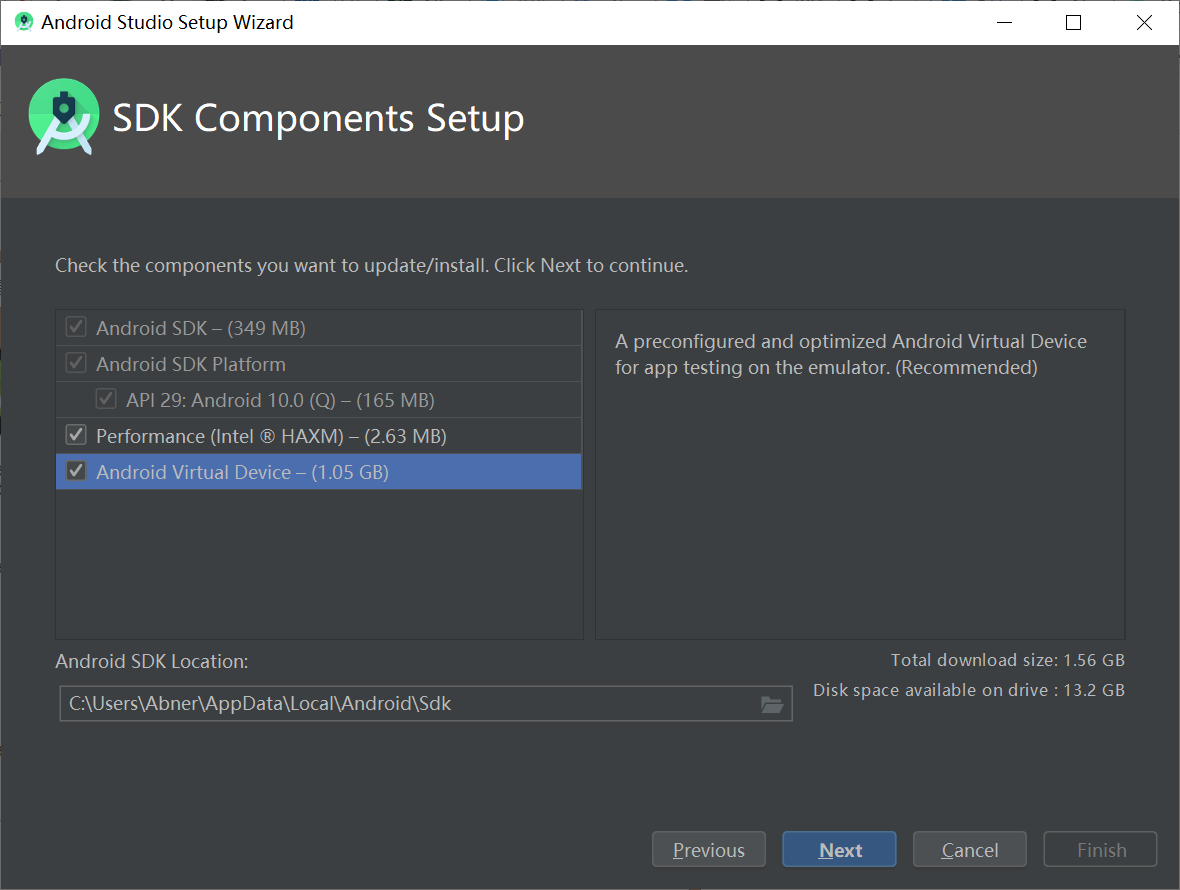 Android Studio Setup Wizard
SDK Components Setup
Check the components you want to update/install. Click Next to continue.
Android SDK – (349 MB)
Android SDK Platform
API 29: Android 10.0 (Q) – (165 MB)
Performance (Intel ® HAXM) – (2.63 MB)
Android Virtual Device – (1.05 GB)
A preconfigured and optimized Android Virtual Device
for app testing on the emulator. (Recommended)
Android SDK Location:
C:\Users\Abner\AppData\Local\Android\Sdk
Total download size: 1.56 GB
Disk space available on drive : 13.2 GB
Previous
Next
Cancel
Finish